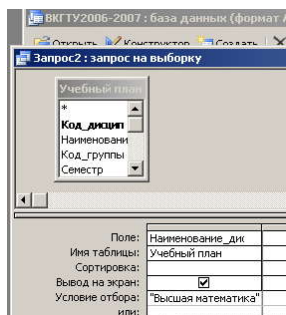 ВКГТУ2006-2007 : база данных (формат
Открыть Конструктор Создать
Запрос2 : запрос на выборку
Учебный план
*
Код_дисцип
Наименовани
Код_группы
Семестр
Поле: Наименование_дис
Имя таблицы: Учебный план
Сортировка:
Вывод на экран:
Условие отбора: "Высшая математика"
или: